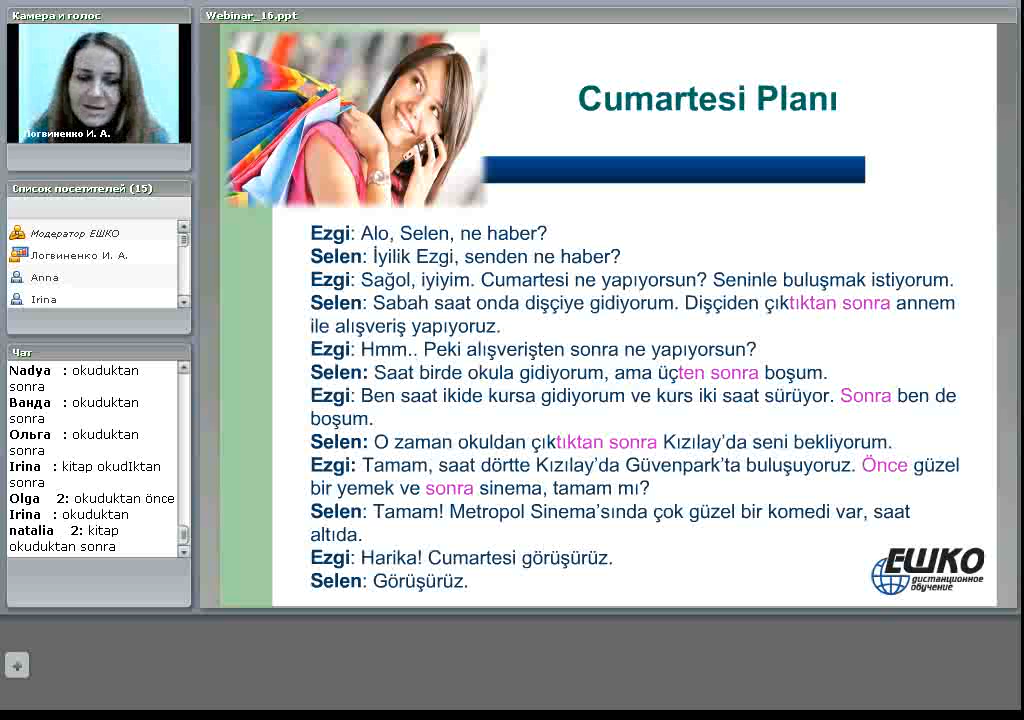 Камера и голос
Логвиненко И. А.
Список посетителей (15)
Модератор ЕШКО
Логвиненко И. А.
Anna
Irina
Чат
Nadya : okuduktan
sonra
Ванда : okuduktan
sonra
Ольга : okuduktan
sonra
Irina : kitap okudIktan
sonra
Olga 2: okuduktan önce
Irina : okuduktan
natalia 2: kitap
okuduktan sonra
Webinar_16.ppt
Cumartesi Planı
Ezgi: Alo, Selen, ne haber?
Selen: İyilik Ezgi, senden ne haber?
Ezgi: Sağol, iyiyim. Cumartesi ne yapıyorsun? Seninle buluşmak istiyorum.
Selen: Sabah saat onda dişçiye gidiyorum. Dişçiden çıktıktan sonra annem
ile alışveriş yapıyoruz.
Ezgi: Hmm.. Peki alışverişten sonra ne yapıyorsun?
Selen: Saat birde okula gidiyorum, ama üçten sonra boşum.
Ezgi: Ben saat ikide kursa gidiyorum ve kurs iki saat sürüyor. Sonra ben de
boşum.
Selen: O zaman okuldan çıktıktan sonra Kızılay’da seni bekliyorum.
Ezgi: Tamam, saat dörtte Kızılay’da Güvenpark’ta buluşuyoruz. Önce güzel
bir yemek ve sonra sinema, tamam mı?
Selen: Tamam! Metropol Sinema’sında çok güzel bir komedi var, saat
altıda.
Ezgi: Harika! Cumartesi görüşürüz.
Selen: Görüşürüz.
ЕШКО
дистанционное
обучение